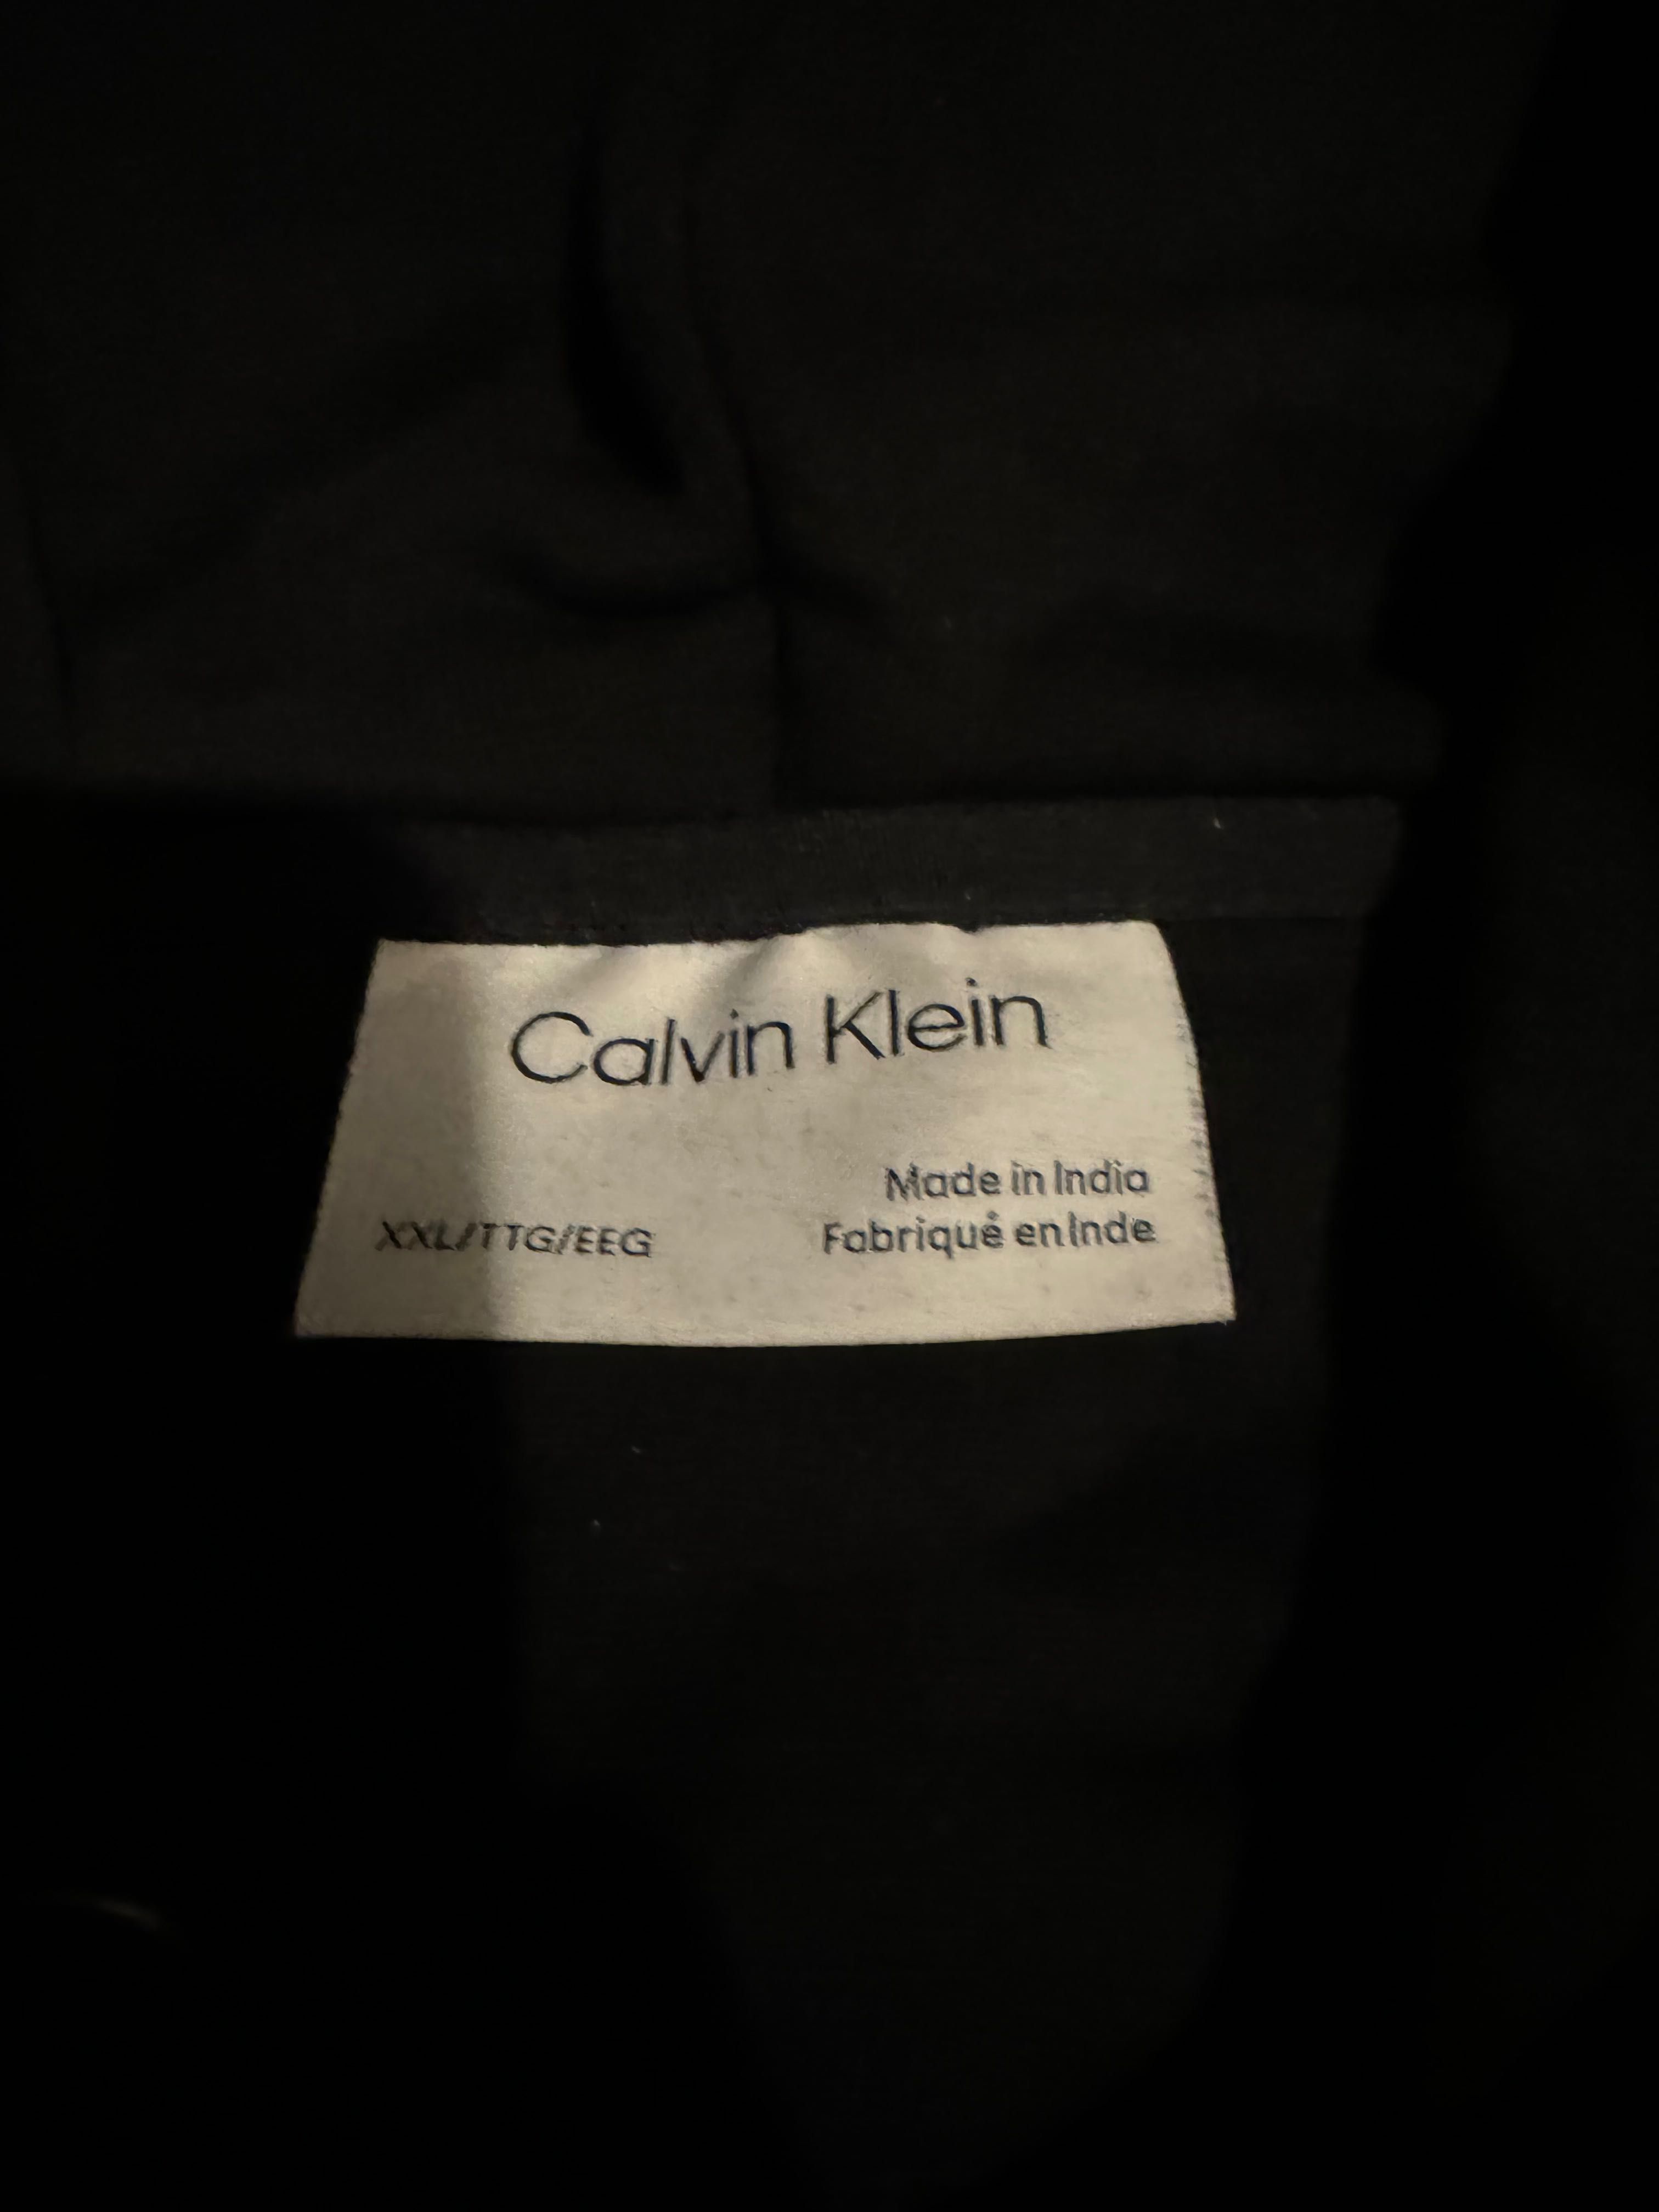 Calvin Klein
Made in India
XXL/TTG/EEG
Fabriqué en Inde